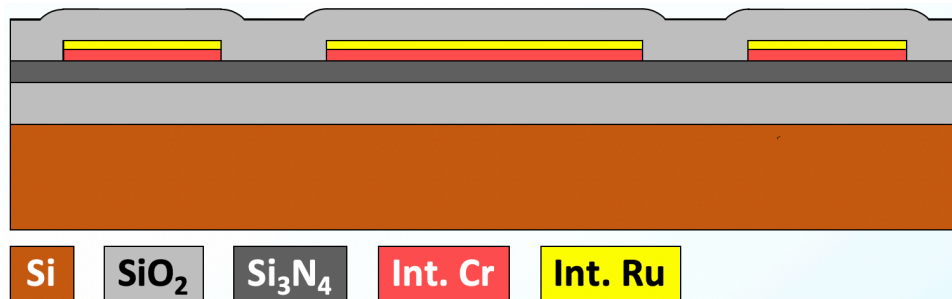 Si SiO₂ Si₃N₄ Int. Cr Int. Ru